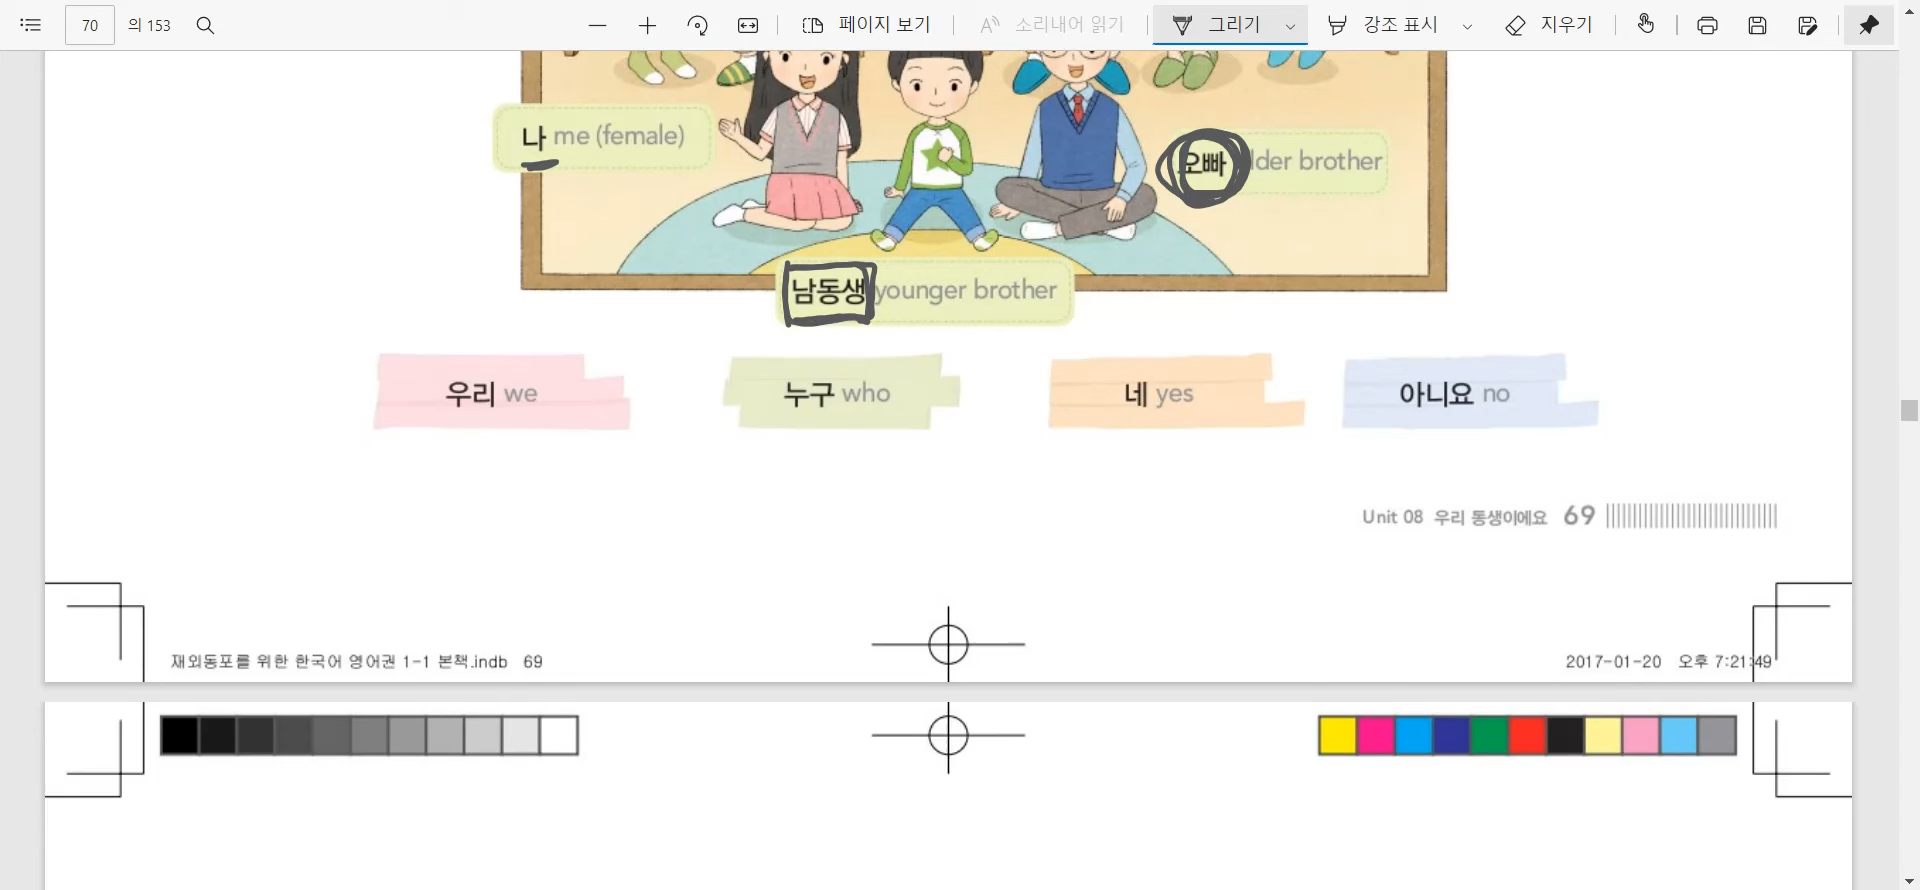 70 의 153 페이지 보기 소리내어 읽기 그리기 강조 표시 지우기
나 me (female)
오빠 lder brother
남동생 younger brother
우리 we 누구 who 네 yes 아니요 no
Unit 08 우리 동생이에요 69
재외동포를 위한 한국어 영어권 1-1 본책.indb 69 2017-01-20 오후 7:21:49